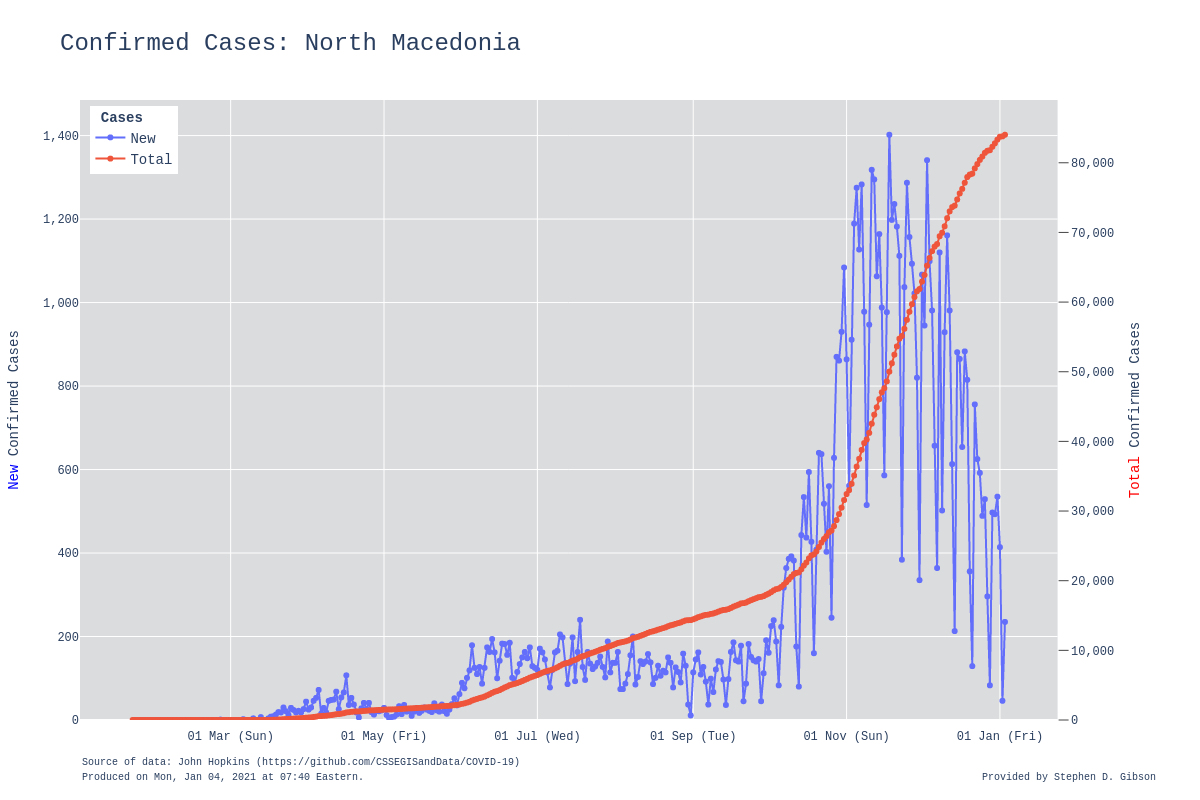 Confirmed Cases: North Macedonia
Cases
New
Total
1,400
1,200
1,000
800
600
400
200
0
80,000
70,000
60,000
50,000
40,000
30,000
20,000
10,000
0
New Confirmed Cases
Total Confirmed Cases
01 Mar (Sun)
01 May (Fri)
01 Jul (Wed)
01 Sep (Tue)
01 Nov (Sun)
01 Jan (Fri)
Source of data: John Hopkins (https://github.com/CSSEGISandData/COVID-19)
Produced on Mon, Jan 04, 2021 at 07:40 Eastern.
Provided by Stephen D. Gibson